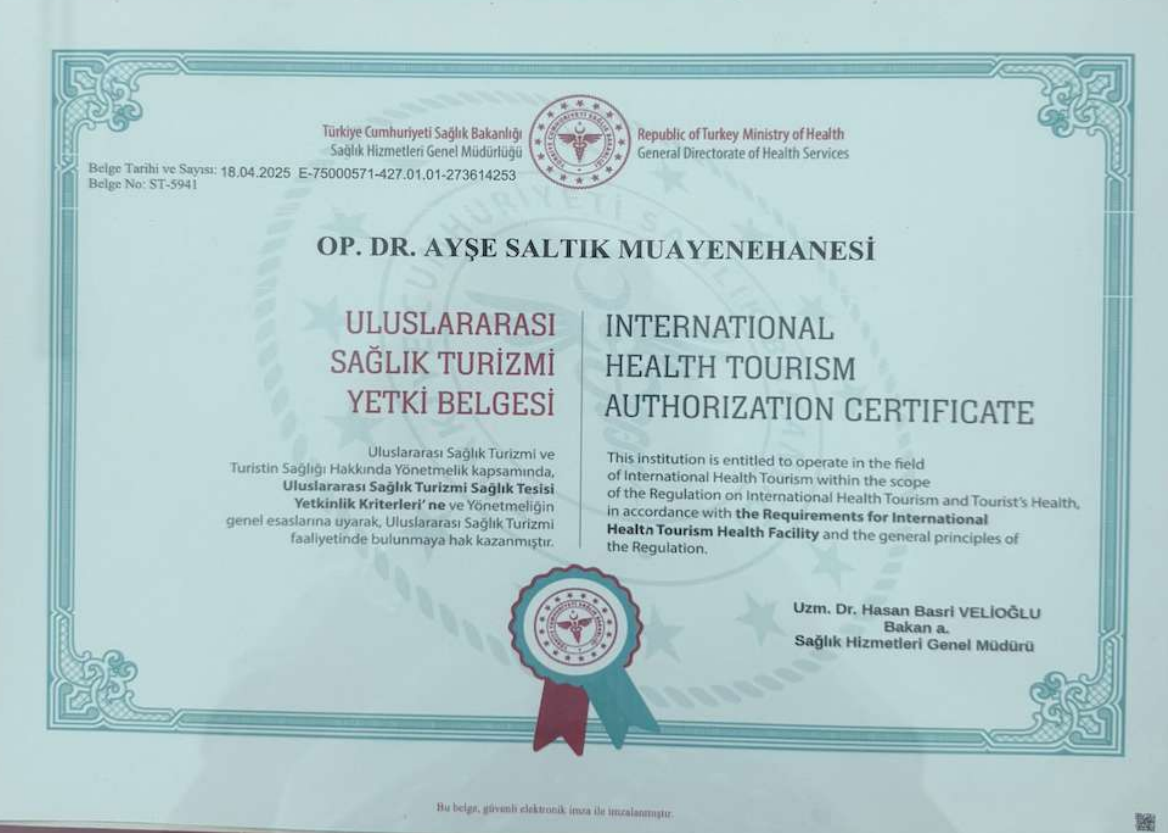 Türkiye Cumhuriyeti Sağlık Bakanlığı
Sağlık Hizmetleri Genel Müdürlüğü
Republic of Turkey Ministry of Health
General Directorate of Health Services
Belge Tarihi ve Sayısı: 18.04.2025 E-75000571-427.01.01-273614253
Belge No: ST-5941
OP. DR. AYŞE SALTIK MUAYENEHANESİ
ULUSLARARASI
SAĞLIK TURİZMİ
YETKİ BELGESİ
Uluslararası Sağlık Turizmi ve
Turistin Sağlığı Hakkında Yönetmelik kapsamında,
Uluslararası Sağlık Turizmi Sağlık Tesisi
Yetkinlik Kriterleri' ne ve Yönetmeliğin
genel esaslarına uyarak, Uluslararası Sağlık Turizmi
faaliyetinde bulunmaya hak kazanmıştır.
INTERNATIONAL
HEALTH TOURISM
AUTHORIZATION CERTIFICATE
This institution is entitled to operate in the field
of International Health Tourism within the scope
of the Regulation on International Health Tourism and Tourist's Health,
in accordance with the Requirements for International
Health Tourism Health Facility and the general principles of
the Regulation.
Uzm. Dr. Hasan Basri VELİOĞLU
Bakan a.
Sağlık Hizmetleri Genel Müdürü
Bu belge, güvenli elektronik imza ile imzalanmıştır.